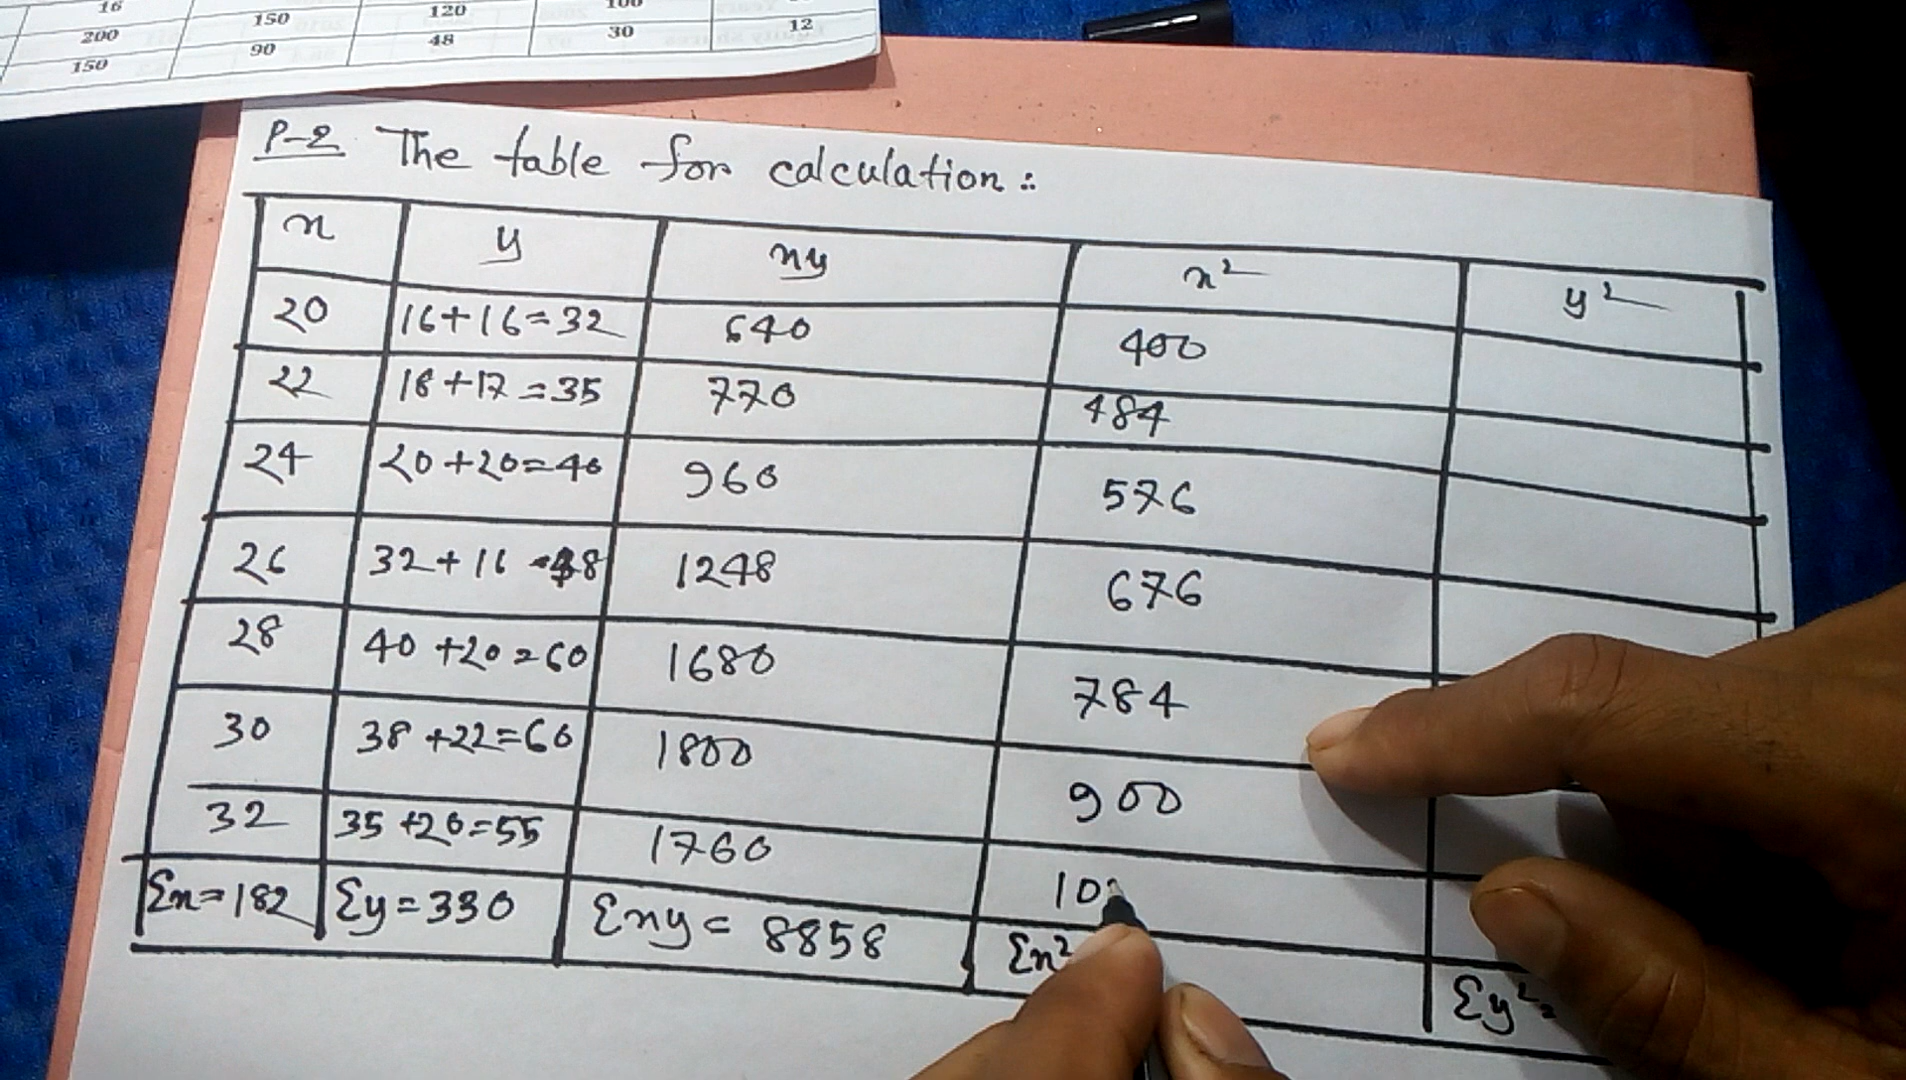 16 100
200 150 120 30 12
150 90 48
P-2 The table for calculation:
x y xy x² y²
20 16+16=32 640 400
22 18+17=35 770 484
24 20+20=40 960 576
26 32+16=48 1248 676
28 40+20=60 1680 784
30 38+22=60 1800 900
32 35+20=55 1760 10
Σx=182 Σy=330 Σxy= 8858 Σx² Σy²=